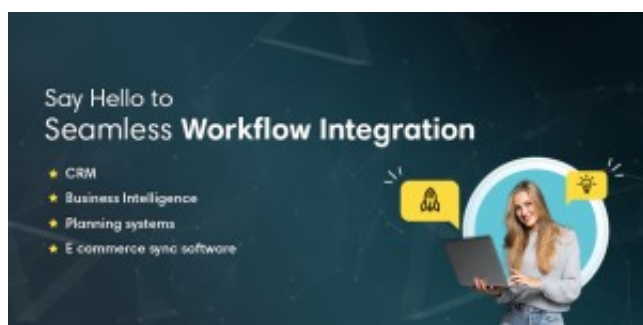 Say Hello to
Seamless Workflow Integration
CRM
Business Intelligence
Planning systems
E commerce sync software